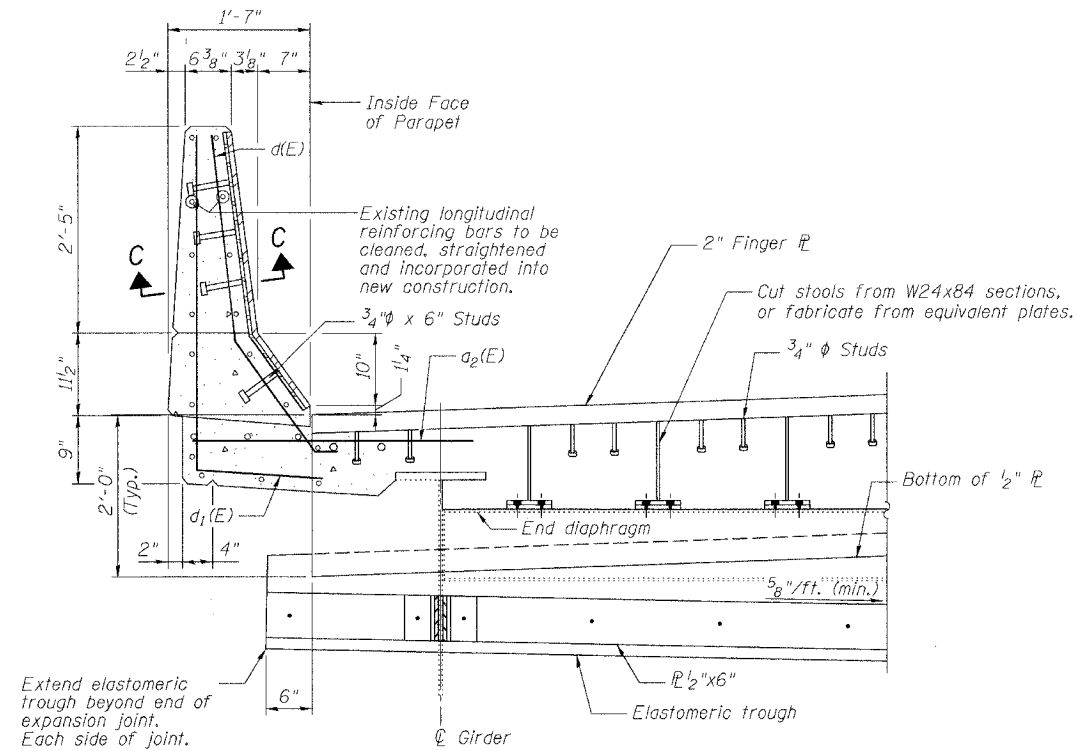 1'-7"
2½" 6⅜" 3⅛" 7"
Inside Face
of Parapet
d(E)
2'-5"
Existing longitudinal
reinforcing bars to be
cleaned, straightened
and incorporated into
new construction.
C
C
2" Finger ℄
Cut stools from W24x84 sections,
or fabricate from equivalent plates.
¾"ϕ x 6" Studs
¾" ϕ Studs
a₂(E)
10"
1¼"
11½"
9"
2'-0"
(Typ.)
Bottom of ½" ℄
d₁(E)
End diaphragm
2"
4"
⅝"/ft. (min.)
Extend elastomeric
trough beyond end of
expansion joint.
Each side of joint.
6"
℄ ½"x6"
Elastomeric trough
℄ Girder